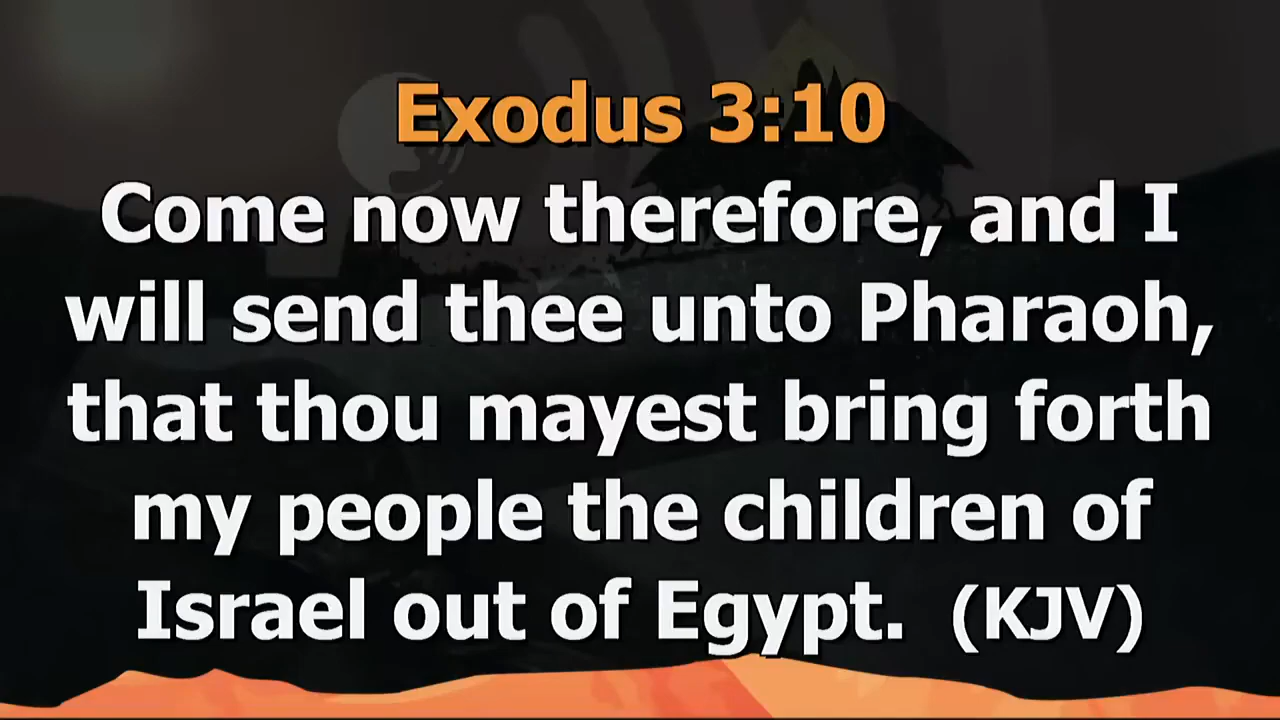 Exodus 3:10
Come now therefore, and I
will send thee unto Pharaoh,
that thou mayest bring forth
my people the children of
Israel out of Egypt. (KJV)